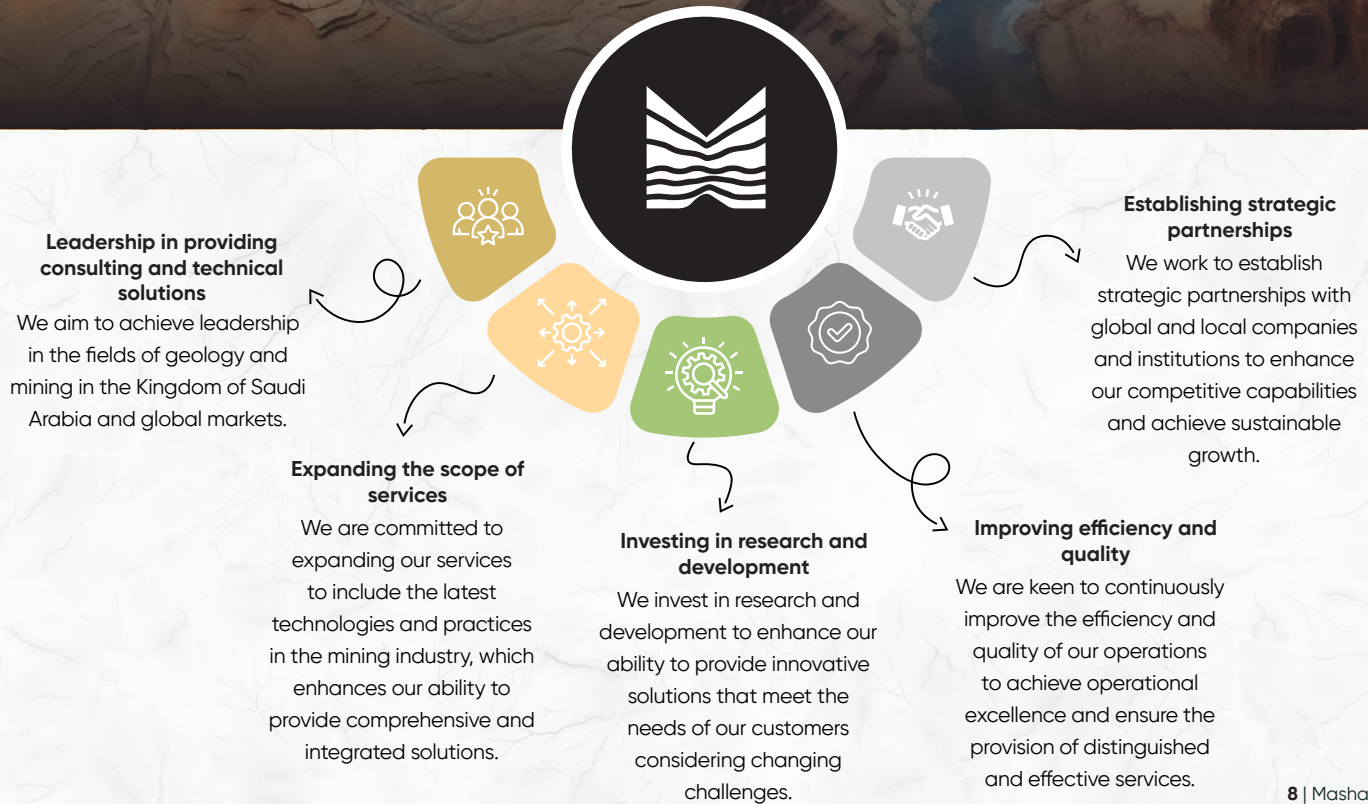 Leadership in providing
consulting and technical
solutions
We aim to achieve leadership
in the fields of geology and
mining in the Kingdom of Saudi
Arabia and global markets.
Expanding the scope of
services
We are committed to
expanding our services
to include the latest
technologies and practices
in the mining industry, which
enhances our ability to
provide comprehensive and
integrated solutions.
Investing in research and
development
We invest in research and
development to enhance our
ability to provide innovative
solutions that meet the
needs of our customers
considering changing
challenges.
Improving efficiency and
quality
We are keen to continuously
improve the efficiency and
quality of our operations
to achieve operational
excellence and ensure the
provision of distinguished
and effective services.
Establishing strategic
partnerships
We work to establish
strategic partnerships with
global and local companies
and institutions to enhance
our competitive capabilities
and achieve sustainable
growth.
8 | Masha